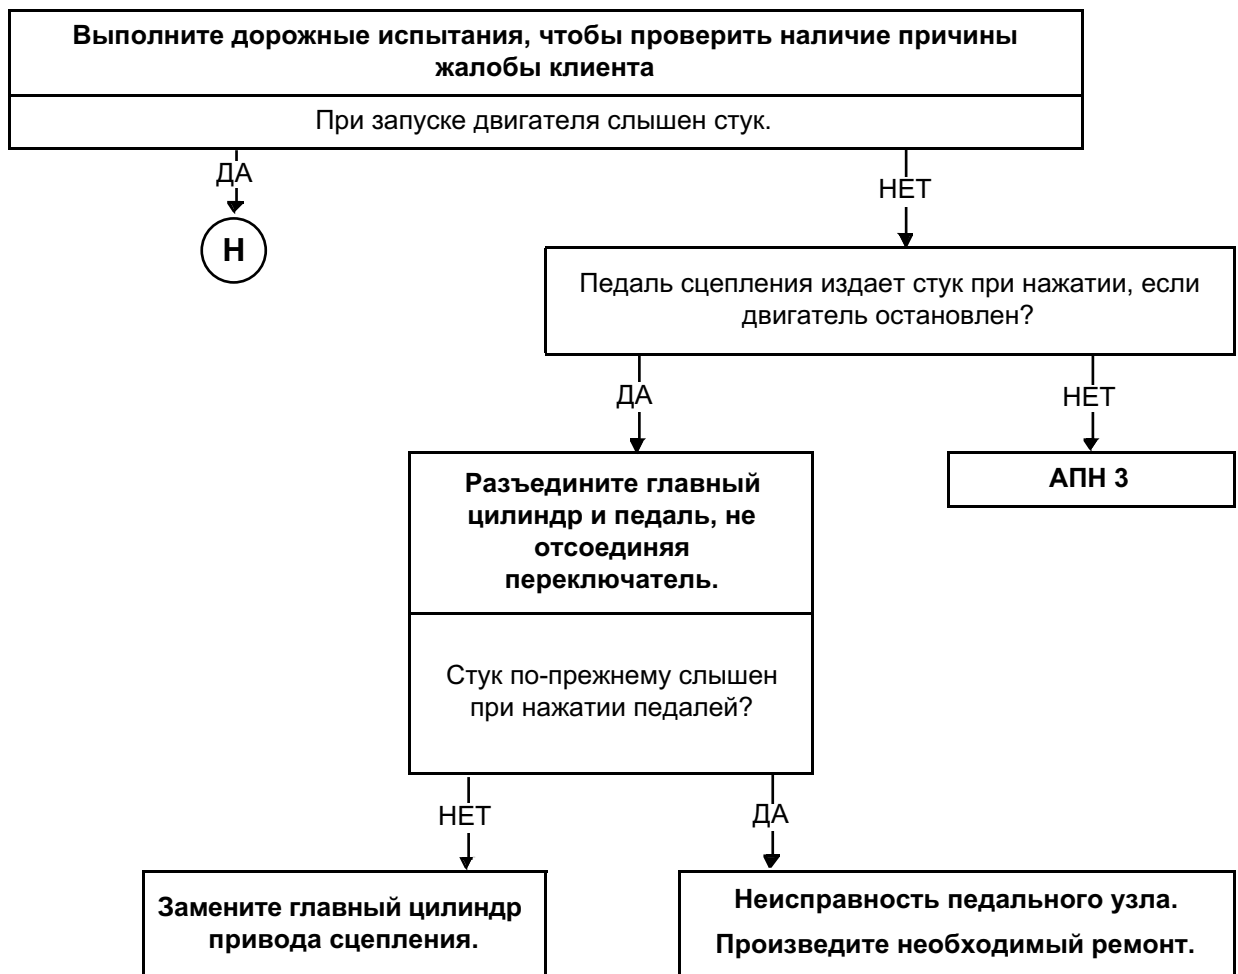 Выполните дорожные испытания, чтобы проверить наличие причины
жалобы клиента
При запуске двигателя слышен стук.
ДА
НЕТ
Н
Педаль сцепления издает стук при нажатии, если
двигатель остановлен?
ДА
НЕТ
Разъедините главный
цилиндр и педаль, не
отсоединяя
переключатель.
АПН 3
Стук по-прежнему слышен
при нажатии педалей?
НЕТ
ДА
Замените главный цилиндр
привода сцепления.
Неисправность педального узла.
Произведите необходимый ремонт.